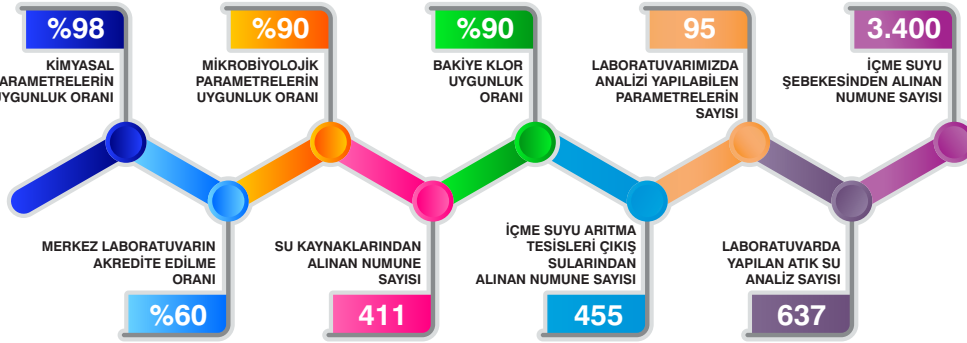 %98
KİMYASAL
PARAMETRELERİN
UYGUNLUK ORANI
%90
MİKROBİYOLOJİK
PARAMETRELERİN
UYGUNLUK ORANI
%90
BAKİYE KLOR
UYGUNLUK
ORANI
95
LABORATUVARIMIZDA
ANALİZİ YAPILABİLEN
PARAMETRELERİN
SAYISI
3.400
İÇME SUYU
ŞEBEKESİNDEN ALINAN
NUMUNE SAYISI
MERKEZ LABORATUVARIN
AKREDİTE EDİLME
ORANI
%60
SU KAYNAKLARINDAN
ALINAN NUMUNE
SAYISI
411
İÇME SUYU ARITMA
TESİSLERİ ÇIKIŞ
SULARINDAN
ALINAN NUMUNE SAYISI
455
LABORATUVARDA
YAPILAN ATIK SU
ANALİZ SAYISI
637